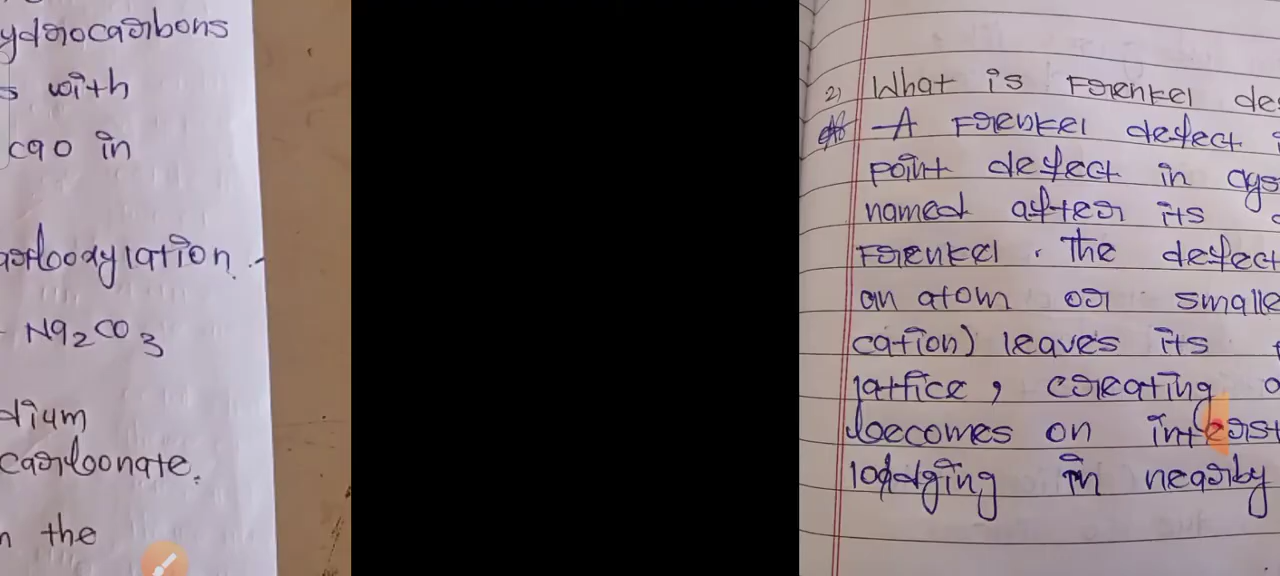 ydrocarbons
s with
cao in
arboxylation.
Na2CO3
dium
carbonate.
n the
2) What is Frenkel de
A Frenkel defect i
point defect in cys
named after its
Frenkel. The defect
an atom or smalle
cation) leaves its
lattice, creating a
becomes on interst
lodging in nearby